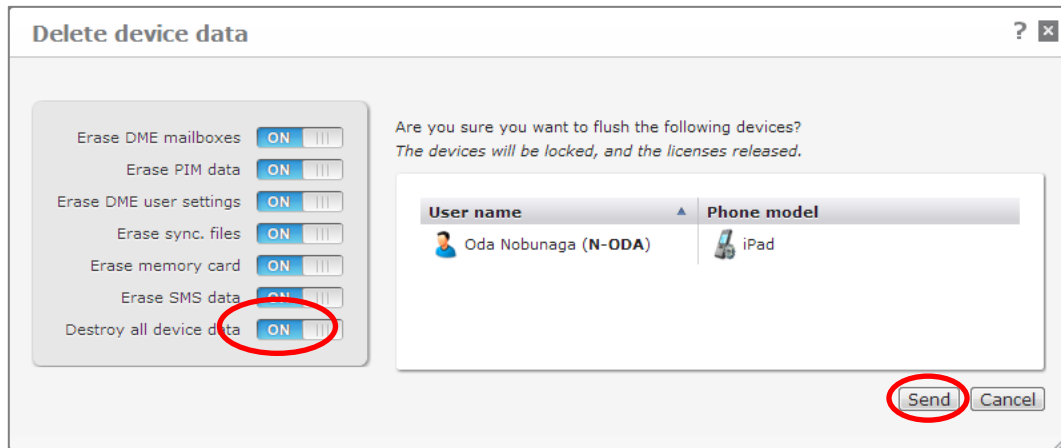 Delete device data ?
Erase DME mailboxes ON
Erase PIM data ON
Erase DME user settings ON
Erase sync. files ON
Erase memory card ON
Erase SMS data ON
Destroy all device data ON
Are you sure you want to flush the following devices?
The devices will be locked, and the licenses released.
User name Phone model
Oda Nobunaga (N-ODA) iPad
Send Cancel